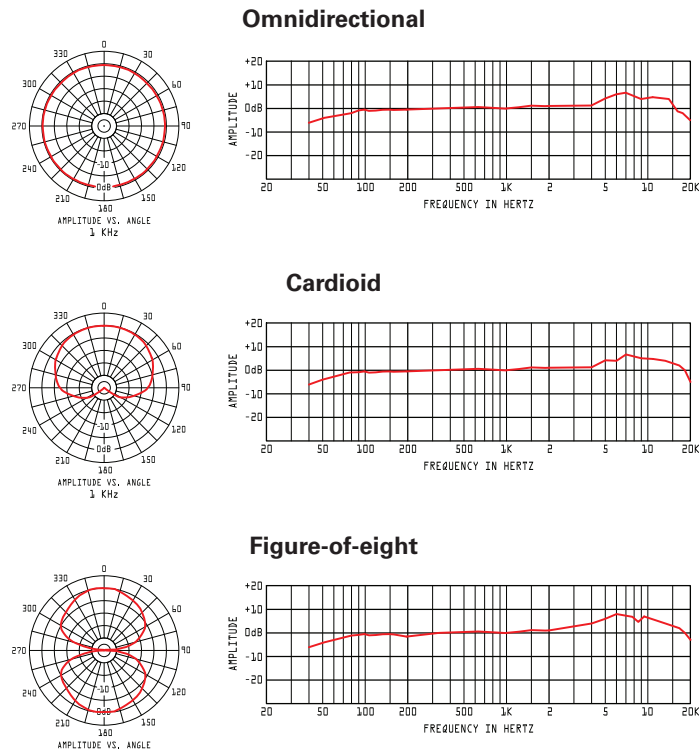 Omnidirectional
0
330 30
300 60
270 90
240 120
210 150
180
-10
0dB
AMPLITUDE VS. ANGLE
1 KHz
+20
+10
0dB
-10
-20
AMPLITUDE
20 50 100 200 500 1K 2 5 10 20K
FREQUENCY IN HERTZ
Cardioid
0
330 30
300 60
270 90
240 120
210 150
180
-10
0dB
AMPLITUDE VS. ANGLE
1 KHz
+20
+10
0dB
-10
-20
AMPLITUDE
20 50 100 200 500 1K 2 5 10 20K
FREQUENCY IN HERTZ
Figure-of-eight
0
330 30
300 60
270 90
240 120
210 150
180
-10
0dB
AMPLITUDE VS. ANGLE
+20
+10
0dB
-10
-20
AMPLITUDE
20 50 100 200 500 1K 2 5 10 20K
FREQUENCY IN HERTZ